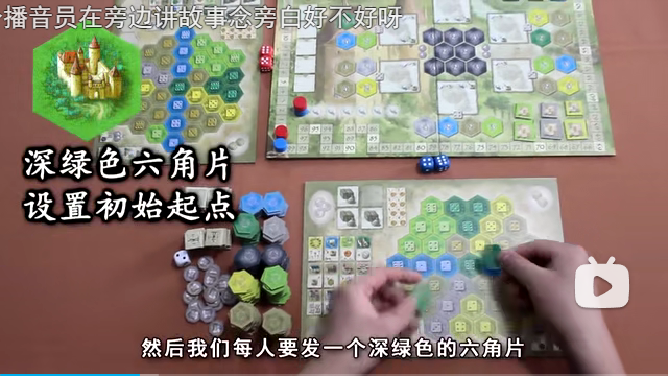 播音员在旁边讲故事念旁白好不好呀
深绿色六角片
设置初始起点
然后我们每人要发一个深绿色的六角片